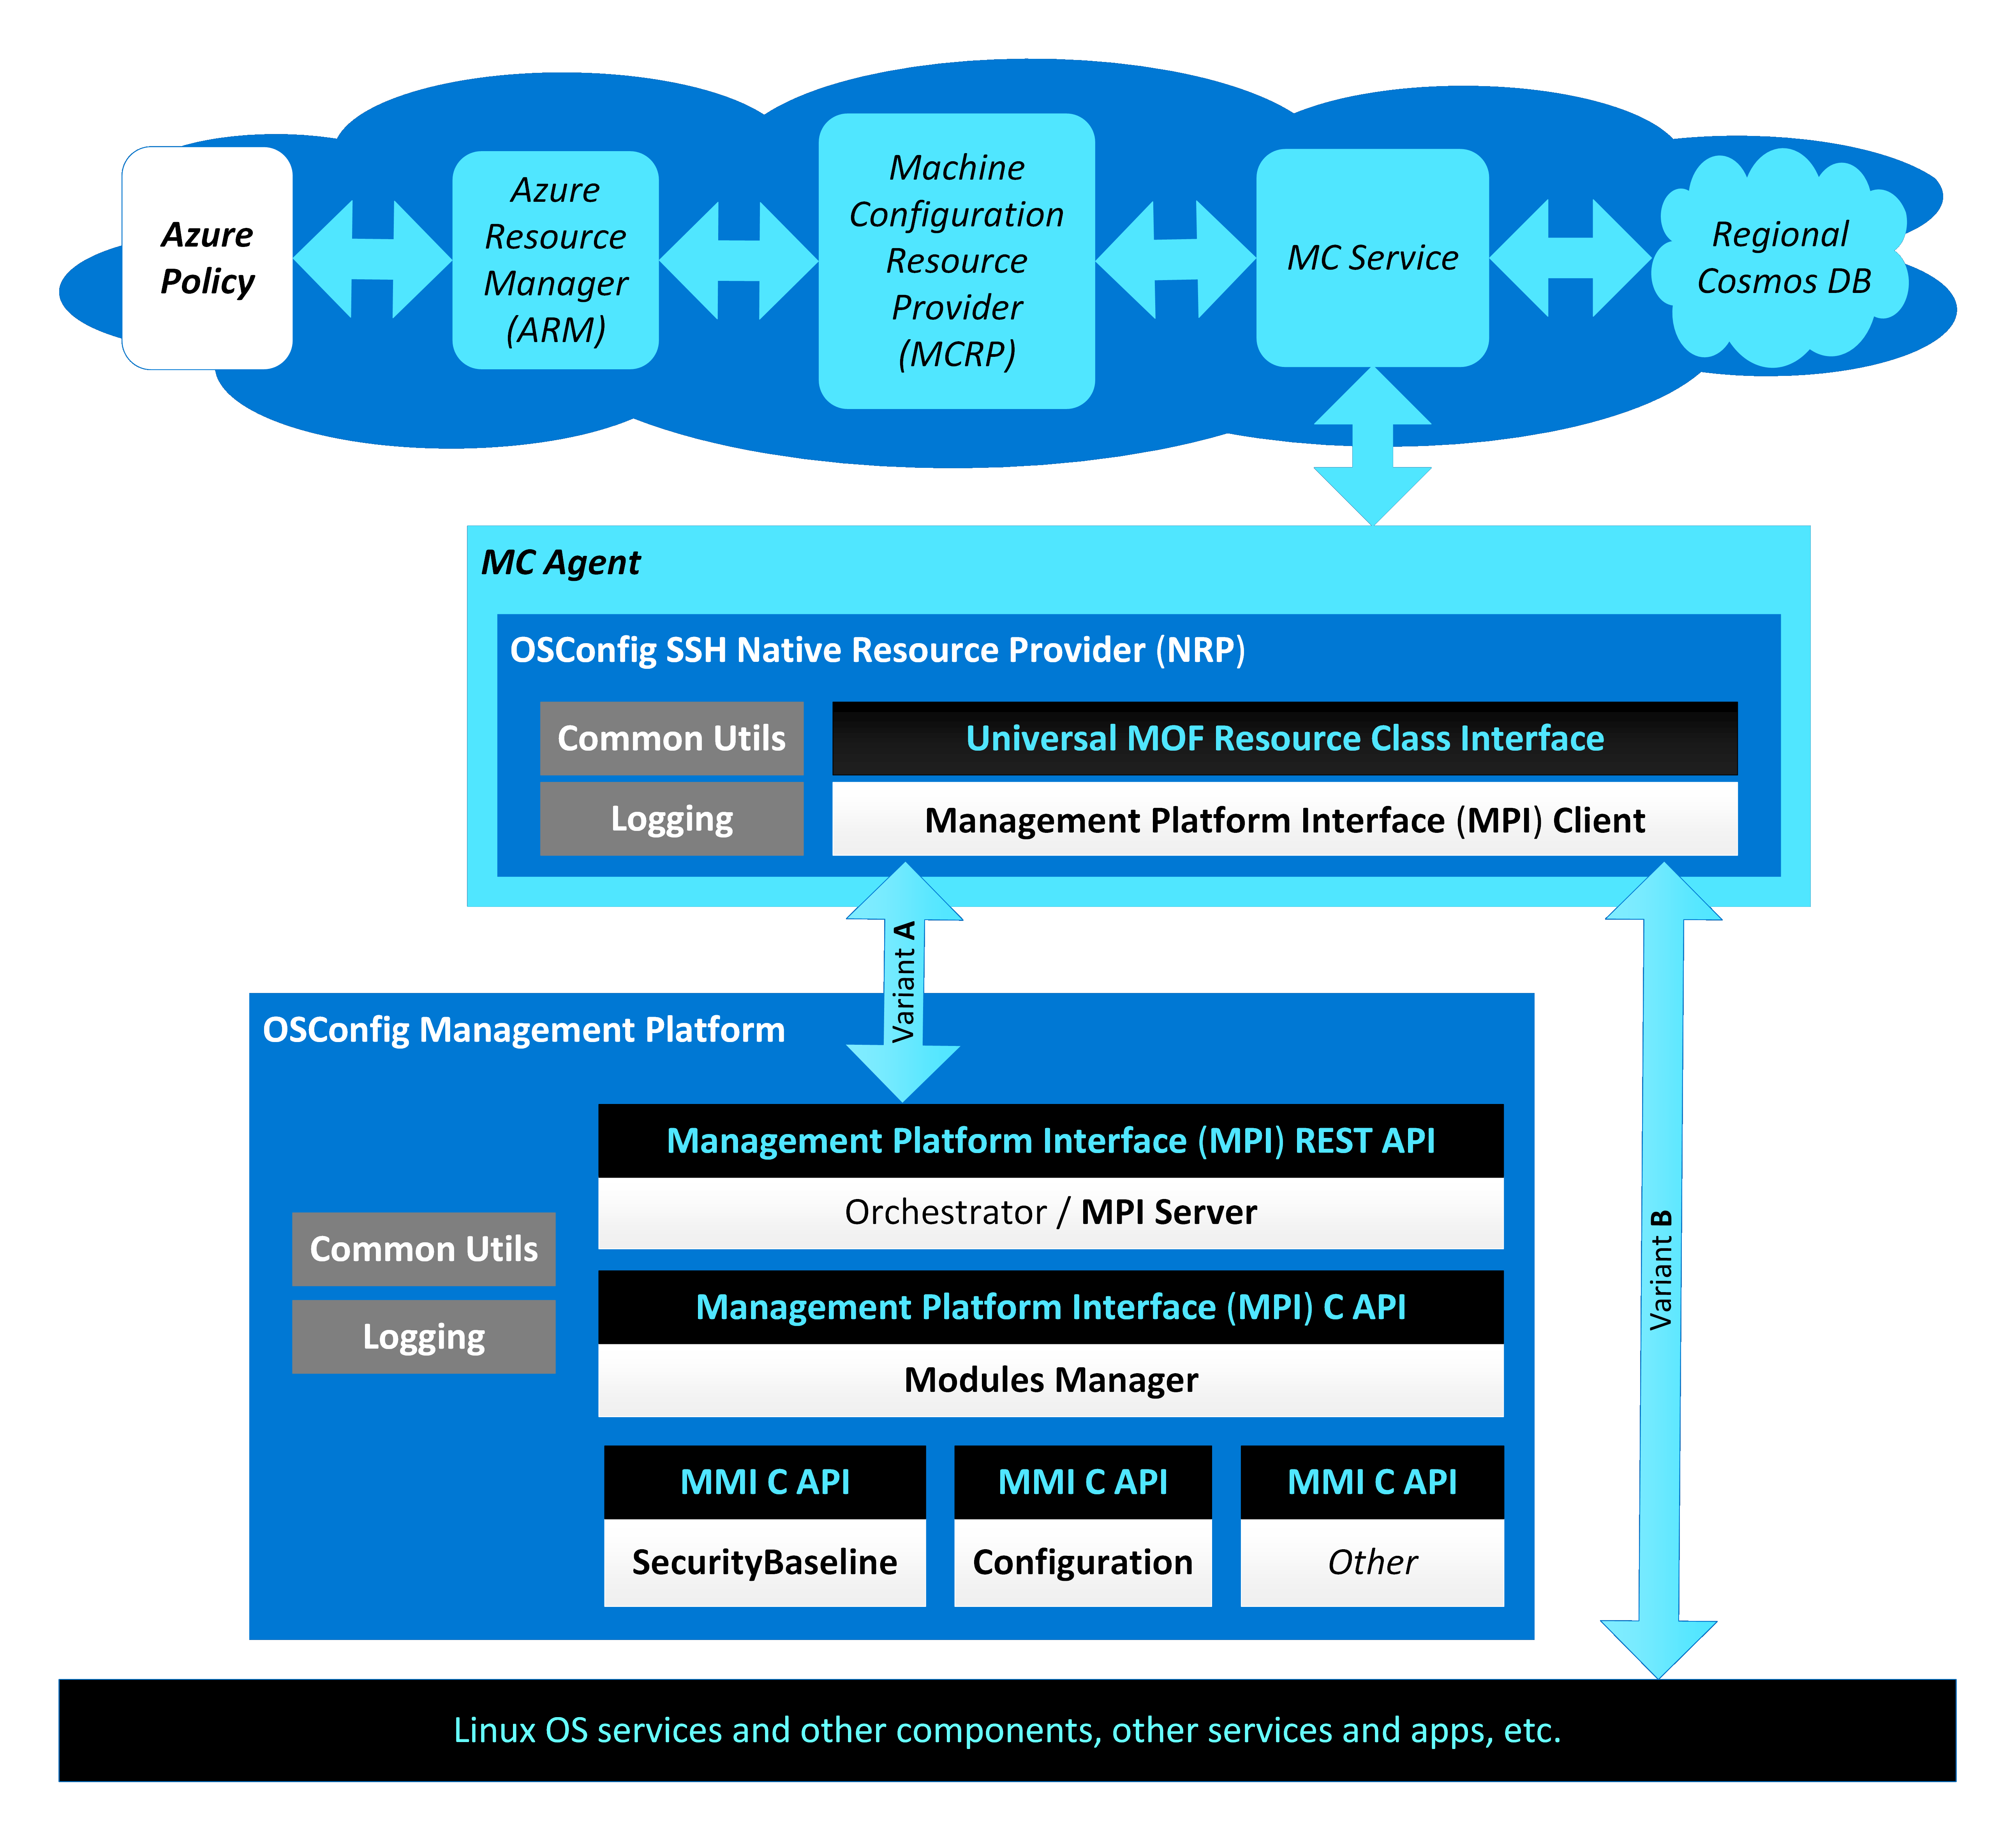 Azure
Policy
Azure
Resource
Manager
(ARM)
Machine
Configuration
Resource
Provider
(MCRP)
MC Service
Regional
Cosmos DB
MC Agent
OSConfig SSH Native Resource Provider (NRP)
Common Utils
Universal MOF Resource Class Interface
Logging
Management Platform Interface (MPI) Client
Variant A
OSConfig Management Platform
Management Platform Interface (MPI) REST API
Orchestrator / MPI Server
Common Utils
Management Platform Interface (MPI) C API
Logging
Modules Manager
MMI C API
MMI C API
MMI C API
SecurityBaseline
Configuration
Other
Variant B
Linux OS services and other components, other services and apps, etc.